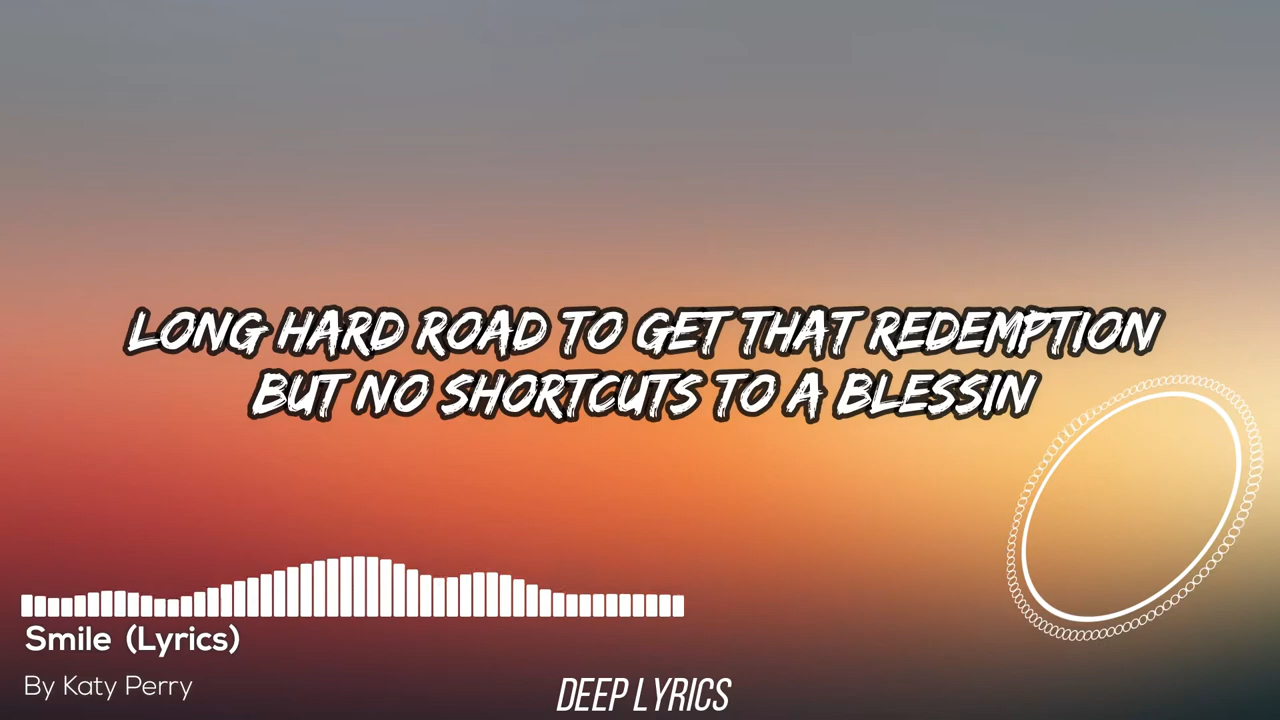 LONG HARD ROAD TO GET THAT REDEMPTION
BUT NO SHORTCUTS TO A BLESSIN
Smile (Lyrics)
By Katy Perry
DEEP LYRICS